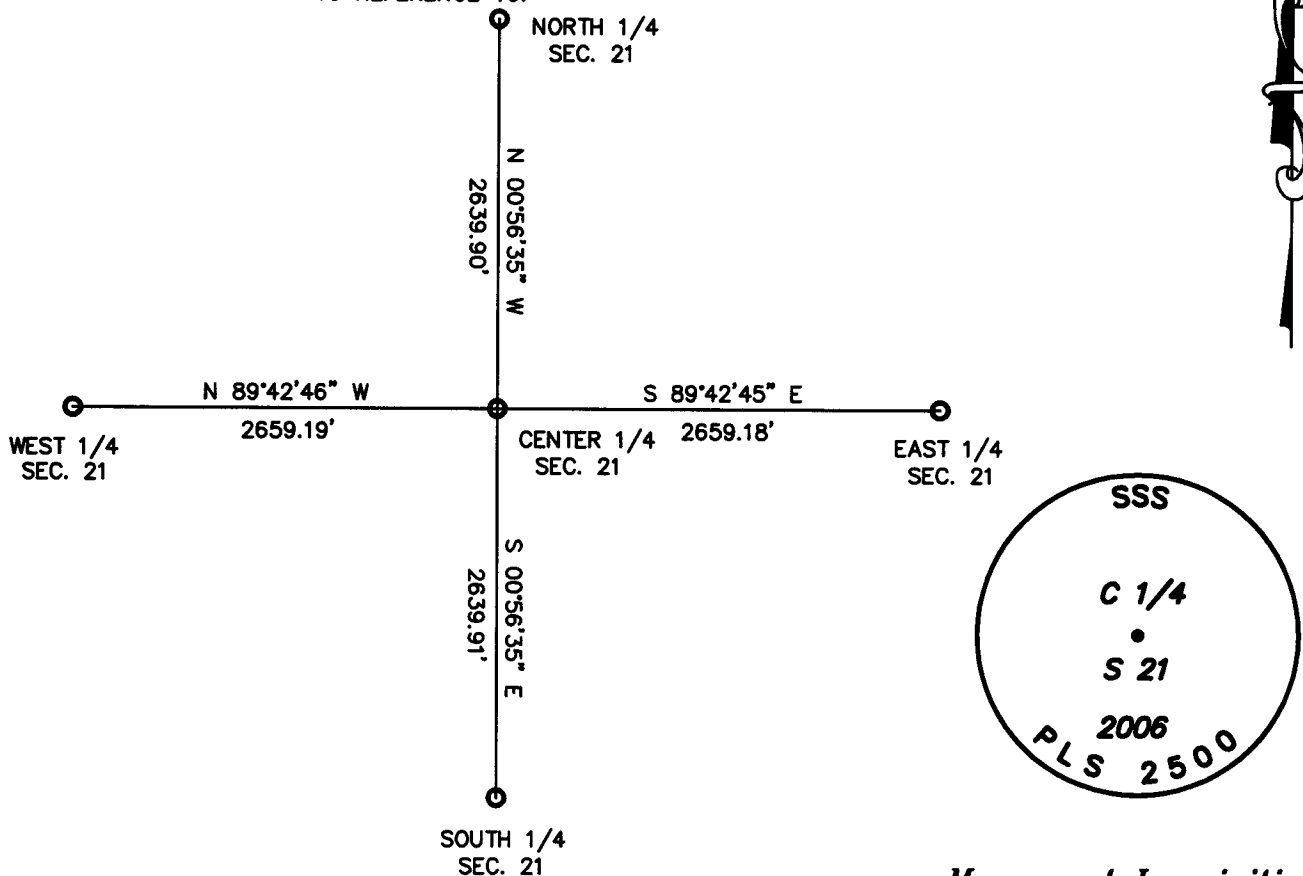 NORTH 1/4
SEC. 21
N 00°56'35" W
2639.90'
N 89°42'46" W
2659.19'
S 89°42'45" E
2659.18'
WEST 1/4
SEC. 21
CENTER 1/4
SEC. 21
EAST 1/4
SEC. 21
S 00°56'35" E
2639.91'
SOUTH 1/4
SEC. 21
SSS
C 1/4
S 21
2006
PLS 2500